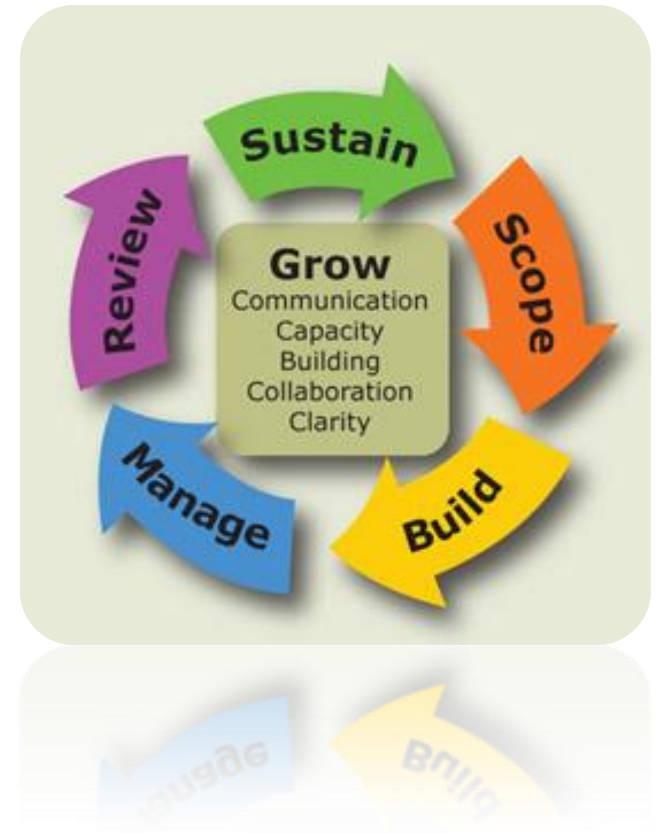 Sustain
Scope
Build
Manage
Review
Grow
Communication
Capacity
Building
Collaboration
Clarity